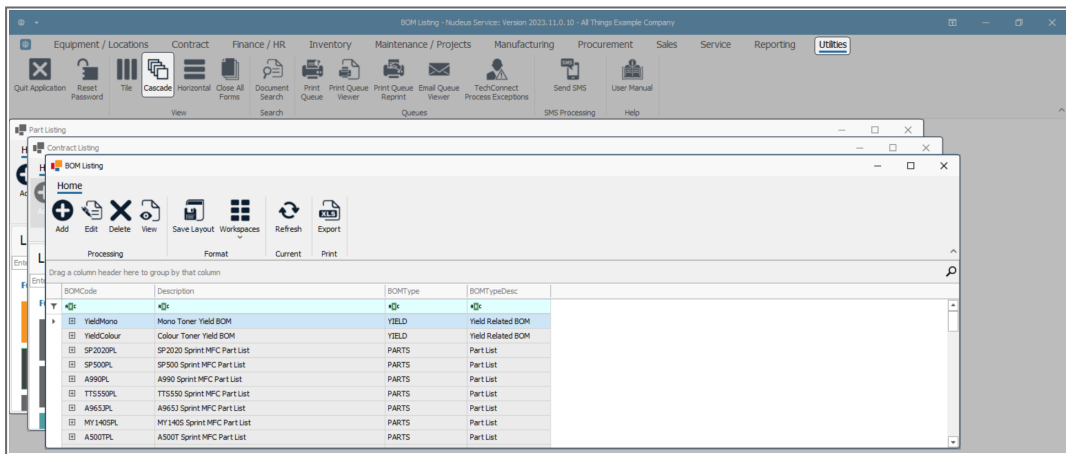 BOM Listing - Nucleus Service: Version 2023.11.0.10 - All Things Example Company
Equipment / Locations Contract Finance / HR Inventory Maintenance / Projects Manufacturing Procurement Sales Service Reporting Utilities
Quit Application Reset Password Tile Cascade Horizontal Close All Forms Document Search Print Queue Print Queue Viewer Print Queue Reprint Email Queue Viewer TechConnect Process Exceptions Send SMS User Manual
View Search Queues SMS Processing Help
Part Listing
Contract Listing
BOM Listing
Home
Add Edit Delete View Save Layout Workspaces Refresh Export
Processing Format Current Print
Drag a column header here to group by that column
BOMCode Description BOMType BOMTypeDesc
YieldMono Mono Toner Yield BOM YIELD Yield Related BOM
YieldColour Colour Toner Yield BOM YIELD Yield Related BOM
SP2020PL SP2020 Sprint MFC Part List PARTS Part List
SP500PL SP500 Sprint MFC Part List PARTS Part List
A990PL A990 Sprint MFC Part List PARTS Part List
TTS550PL TTS550 Sprint MFC Part List PARTS Part List
A965JPL A965J Sprint MFC Part List PARTS Part List
MY140SPL MY140S Sprint MFC Part List PARTS Part List
A500TPL A500T Sprint MFC Part List PARTS Part List